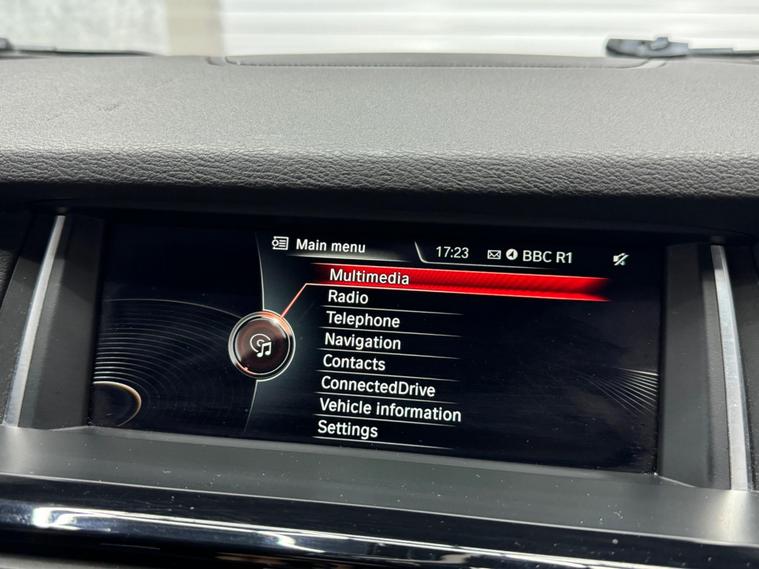 Main menu
17:23 BBC R1
Multimedia
Radio
Telephone
Navigation
Contacts
ConnectedDrive
Vehicle information
Settings